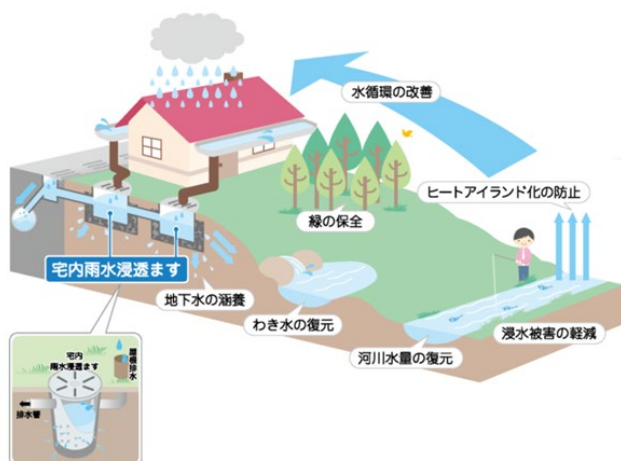 水循環の改善
ヒートアイランド化の防止
緑の保全
宅内雨水浸透ます
地下水の涵養
わき水の復元
河川水量の復元
浸水被害の軽減
宅内
雨水浸透ます
屋根排水
排水管